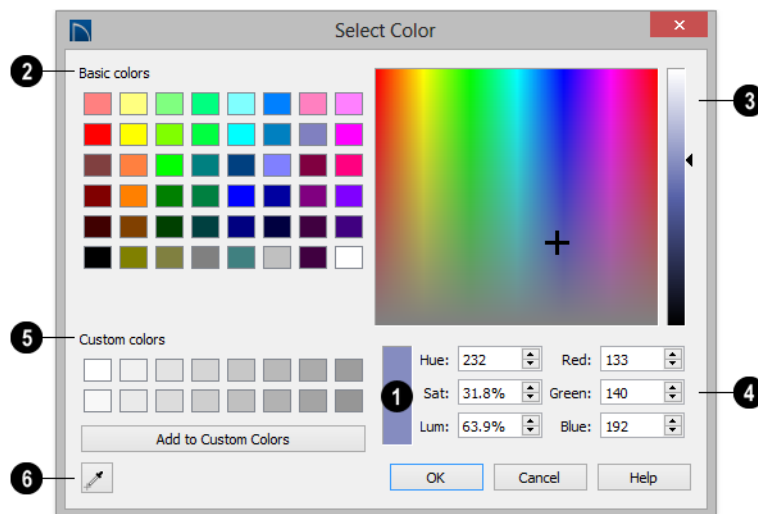 Select Color
2 Basic colors
3
5 Custom colors
1
Hue: 232 Red: 133
Sat: 31.8% Green: 140
4
Lum: 63.9% Blue: 192
Add to Custom Colors
6
OK Cancel Help